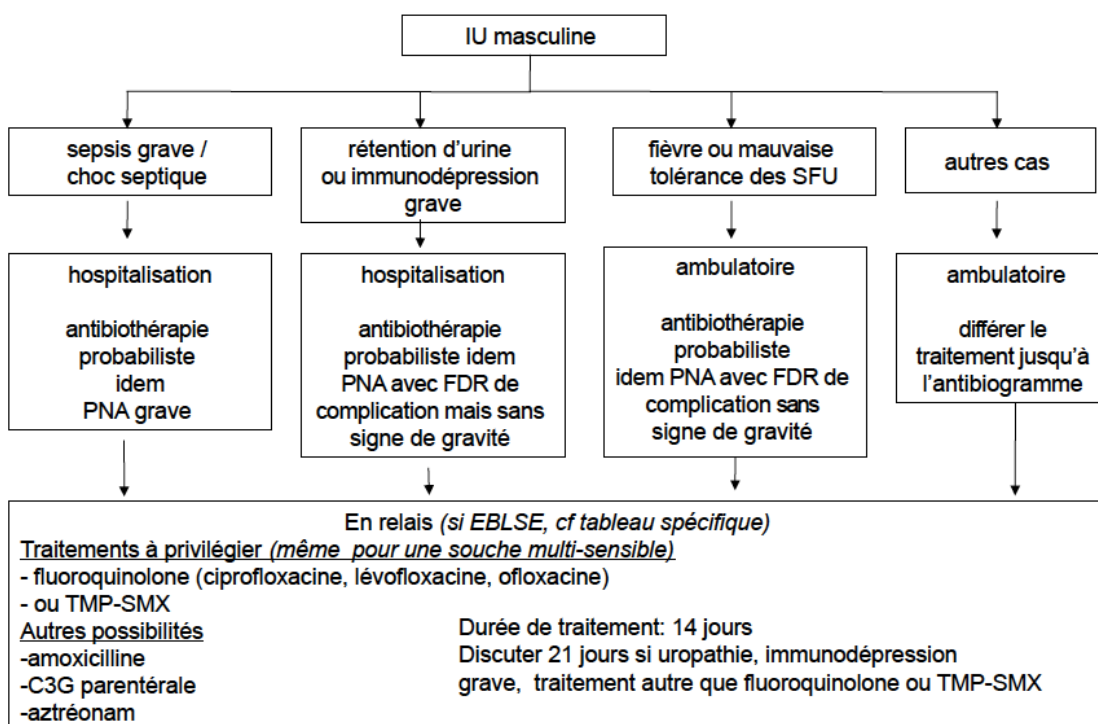 IU masculine
sepsis grave /
choc septique
rétention d'urine
ou immunodépression
grave
fièvre ou mauvaise
tolérance des SFU
autres cas
hospitalisation
antibiothérapie
probabiliste
idem
PNA grave
hospitalisation
antibiothérapie
probabiliste idem
PNA avec FDR de
complication mais sans
signe de gravité
ambulatoire
antibiothérapie
probabiliste
idem PNA avec FDR de
complication sans
signe de gravité
ambulatoire
différer le
traitement jusqu'à
l'antibiogramme
En relais (si EBLSE, cf tableau spécifique)
Traitements à privilégier (même pour une souche multi-sensible)
- fluoroquinolone (ciprofloxacine, lévofloxacine, ofloxacine)
- ou TMP-SMX
Autres possibilités
-amoxicilline
-C3G parentérale
-aztréonam
Durée de traitement: 14 jours
Discuter 21 jours si uropathie, immunodépression
grave, traitement autre que fluoroquinolone ou TMP-SMX